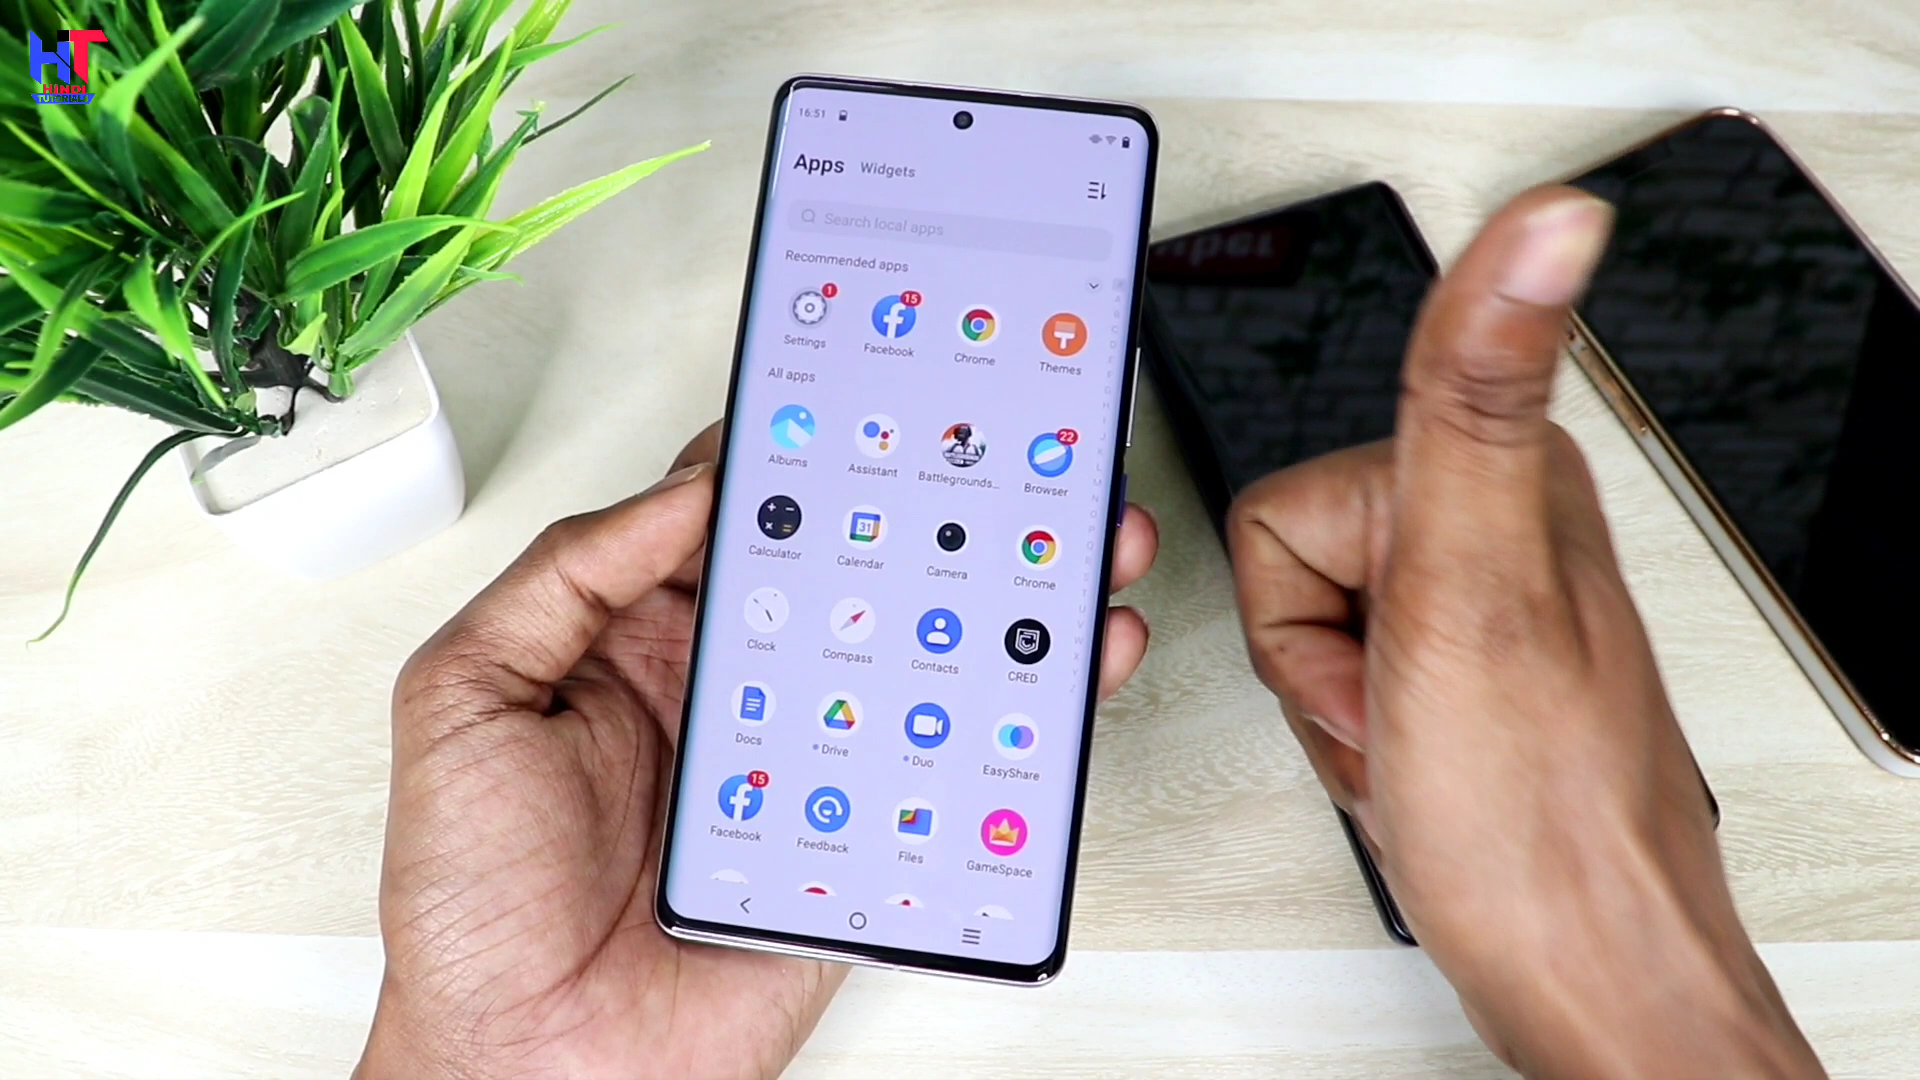 HT
HINDI
TUTORIALS
16:51
Apps Widgets
Search local apps
Recommended apps
1
15
Settings Facebook Chrome Themes
All apps
22
Albums Assistant Battlegrounds... Browser
31
Calculator Calendar Camera Chrome
Clock Compass Contacts CRED
Docs Drive Duo EasyShare
15
Facebook Feedback Files GameSpace